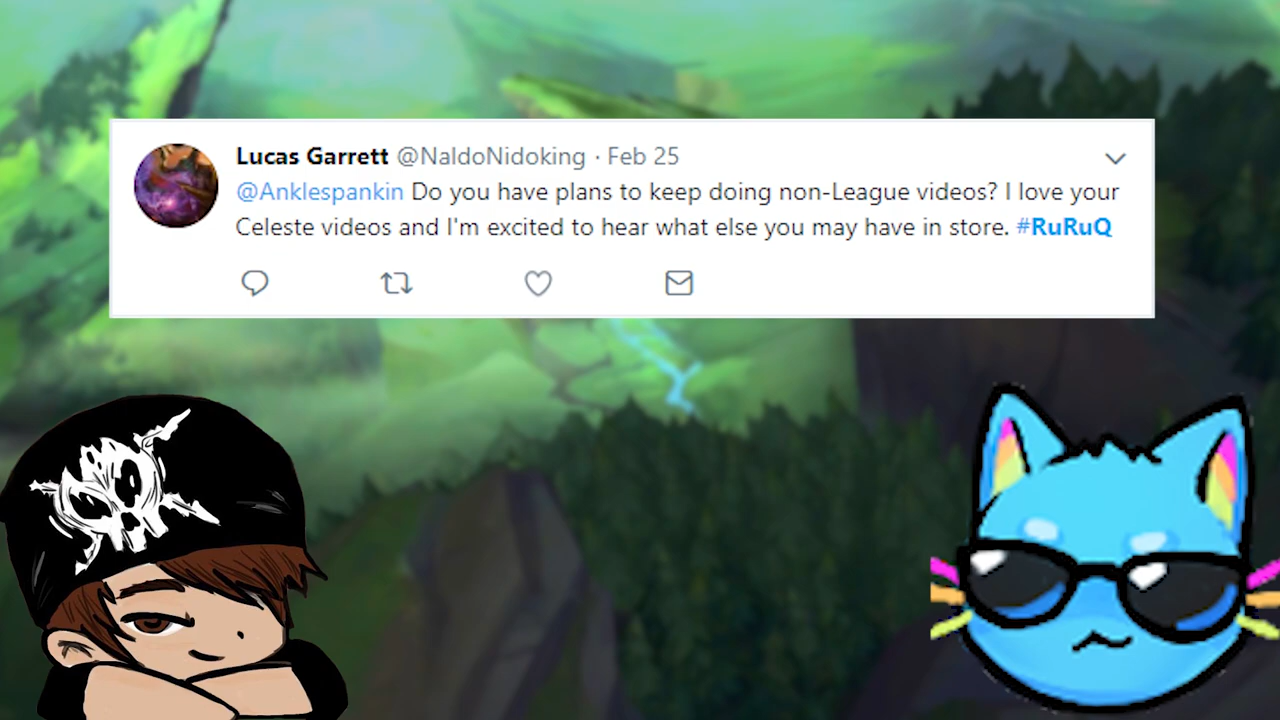 Lucas Garrett @NaldoNidoking · Feb 25
@Anklespankin Do you have plans to keep doing non-League videos? I love your
Celeste videos and I'm excited to hear what else you may have in store. #RuRuQ